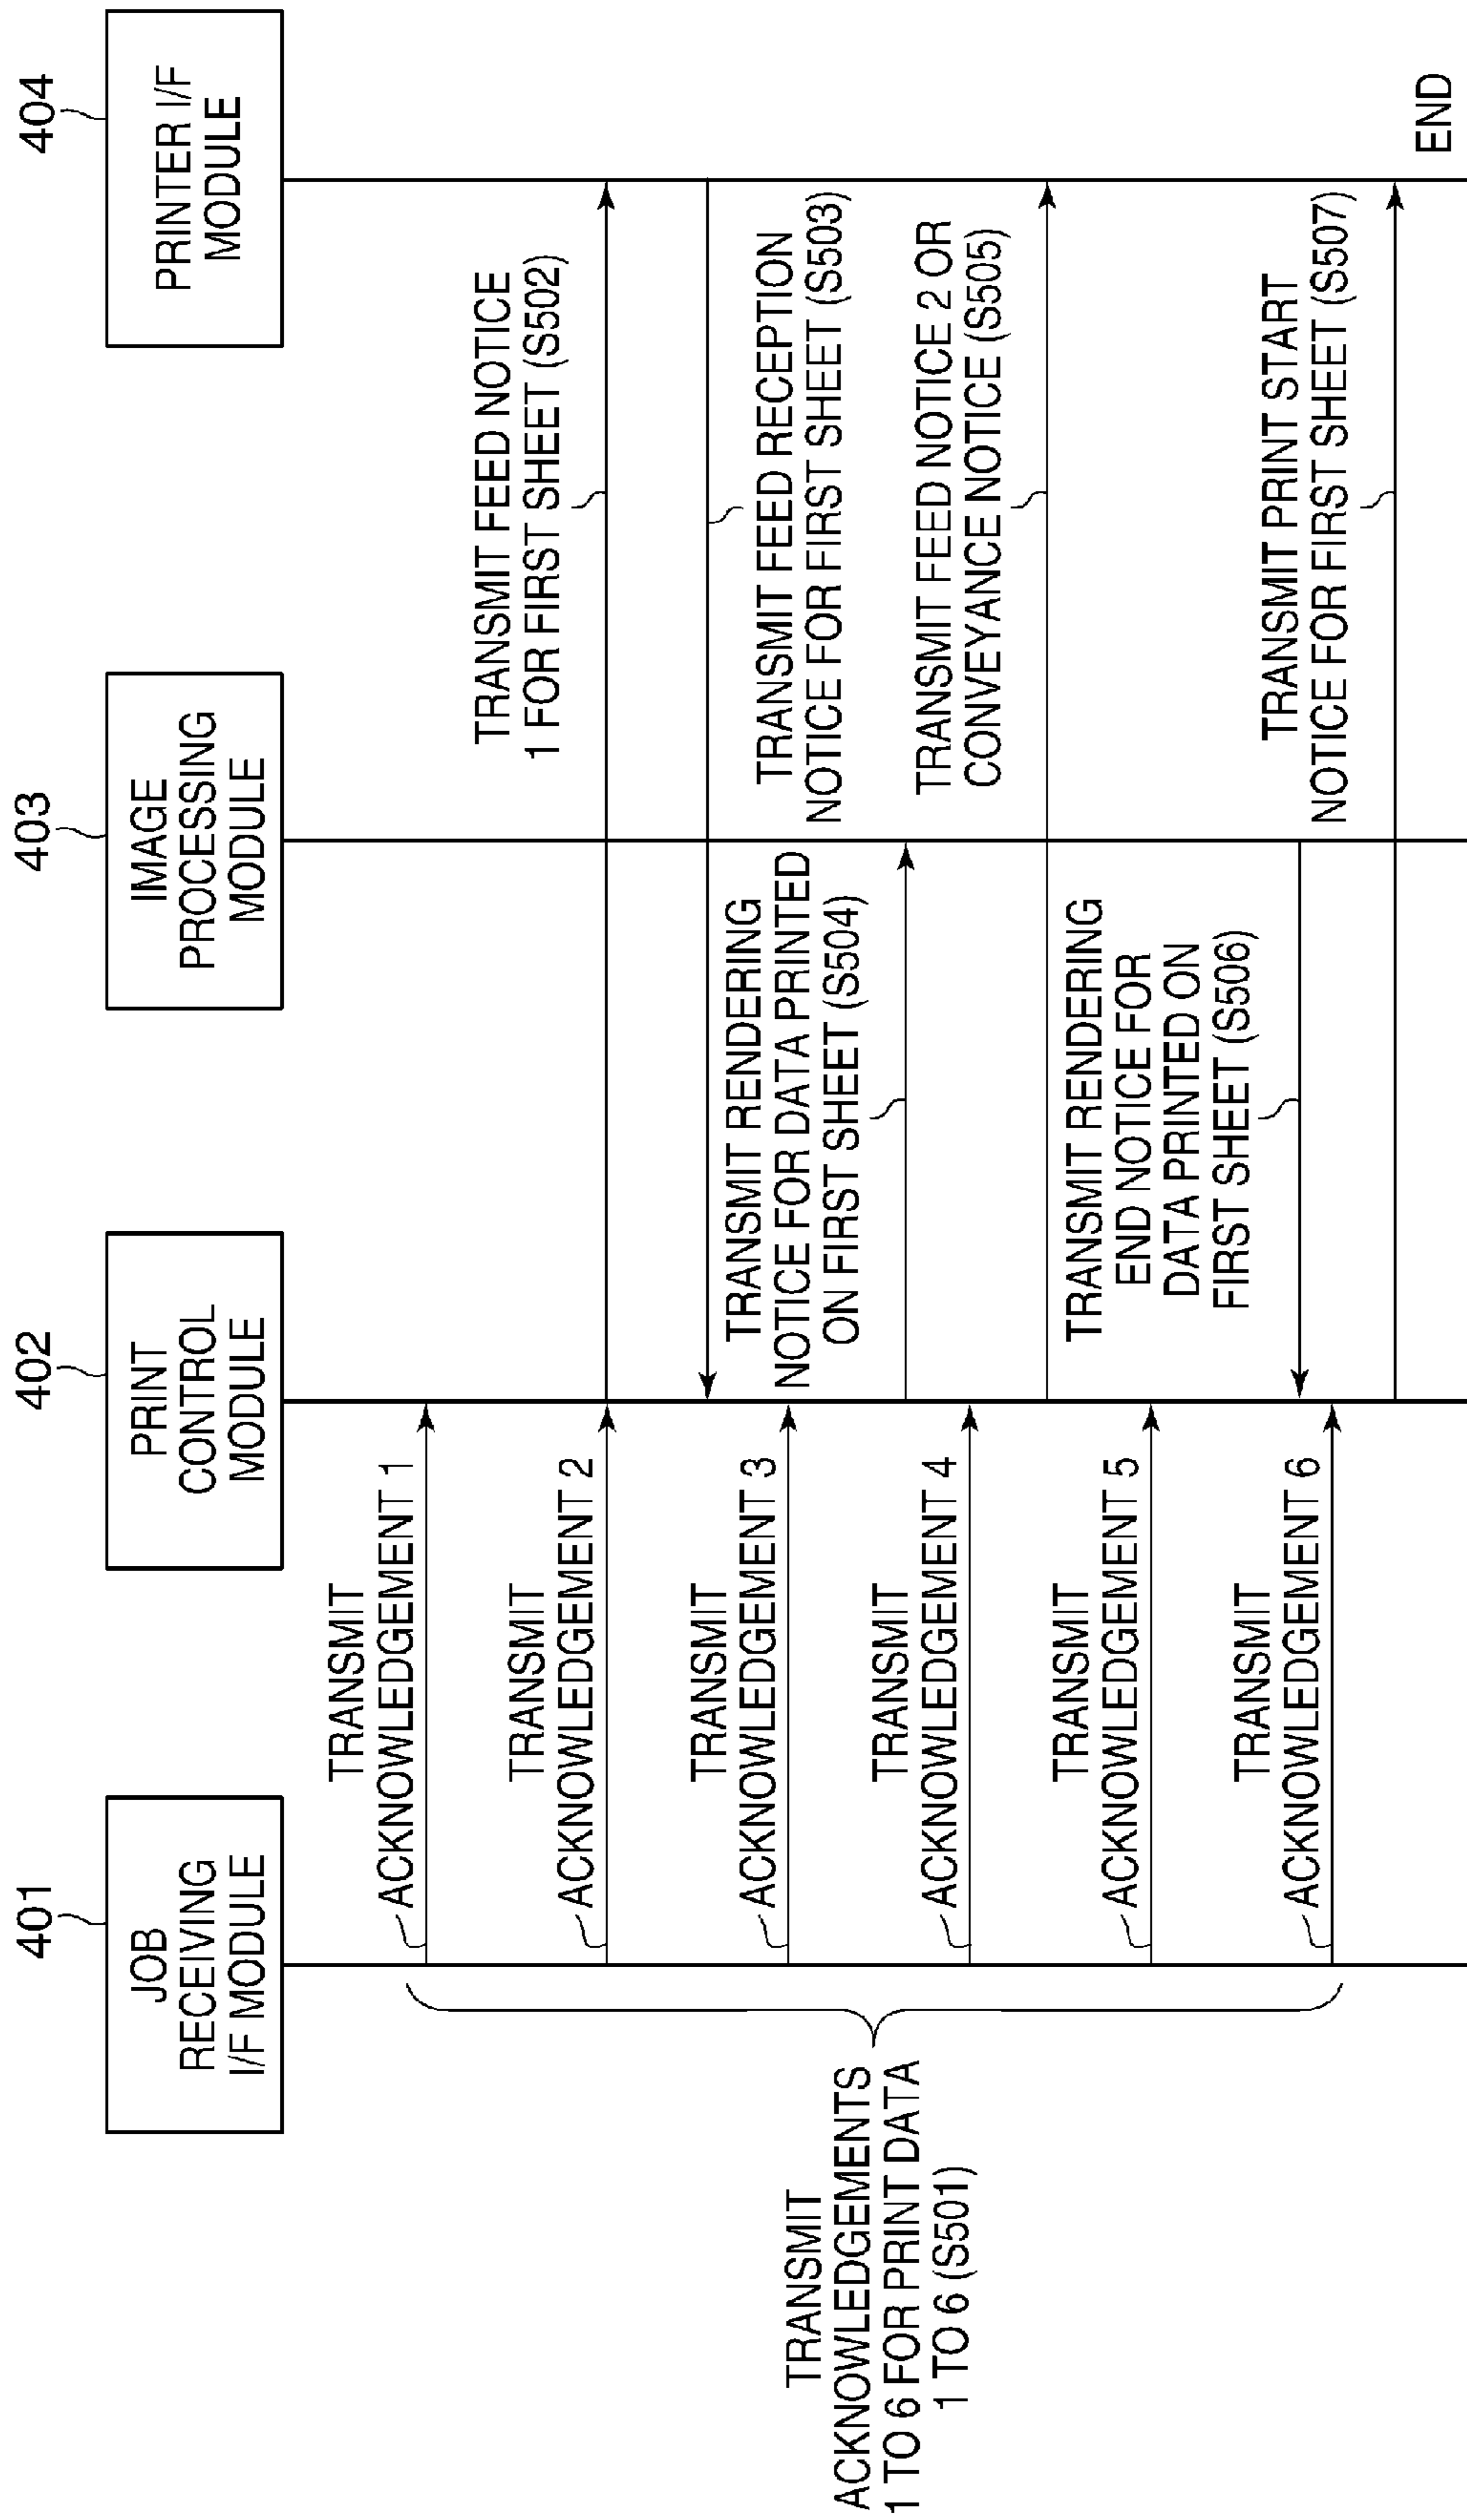 401
JOB
RECEIVING
I/F MODULE
402
PRINT
CONTROL
MODULE
403
IMAGE
PROCESSING
MODULE
404
PRINTER I/F
MODULE
TRANSMIT
ACKNOWLEDGEMENTS
1 TO 6 FOR PRINT DATA
1 TO 6 (S501)
TRANSMIT
ACKNOWLEDGEMENT 1
TRANSMIT
ACKNOWLEDGEMENT 2
TRANSMIT
ACKNOWLEDGEMENT 3
TRANSMIT
ACKNOWLEDGEMENT 4
TRANSMIT
ACKNOWLEDGEMENT 5
TRANSMIT
ACKNOWLEDGEMENT 6
TRANSMIT FEED NOTICE
1 FOR FIRST SHEET (S502)
TRANSMIT FEED RECEPTION
NOTICE FOR FIRST SHEET (S503)
TRANSMIT RENDERING
NOTICE FOR DATA PRINTED
ON FIRST SHEET (S504)
TRANSMIT FEED NOTICE 2 OR
CONVEYANCE NOTICE (S505)
TRANSMIT RENDERING
END NOTICE FOR
DATA PRINTED ON
FIRST SHEET (S506)
TRANSMIT PRINT START
NOTICE FOR FIRST SHEET (S507)
END